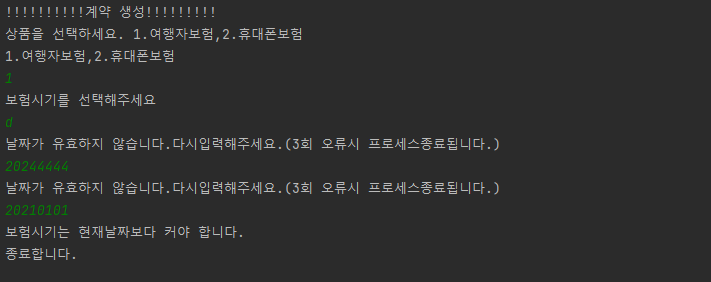 !!!!!!!!!!계약 생성!!!!!!!!!
상품을 선택하세요. 1.여행자보험,2.휴대폰보험
1.여행자보험,2.휴대폰보험
1
보험시기를 선택해주세요
d
날짜가 유효하지 않습니다.다시입력해주세요.(3회 오류시 프로세스종료됩니다.)
20244444
날짜가 유효하지 않습니다.다시입력해주세요.(3회 오류시 프로세스종료됩니다.)
20210101
보험시기는 현재날짜보다 커야 합니다.
종료합니다.